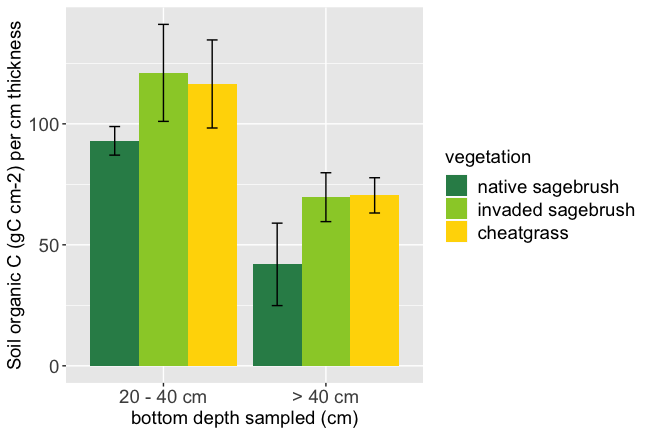 Soil organic C (gC cm-2) per cm thickness
100
50
0
20 - 40 cm
> 40 cm
bottom depth sampled (cm)
vegetation
native sagebrush
invaded sagebrush
cheatgrass